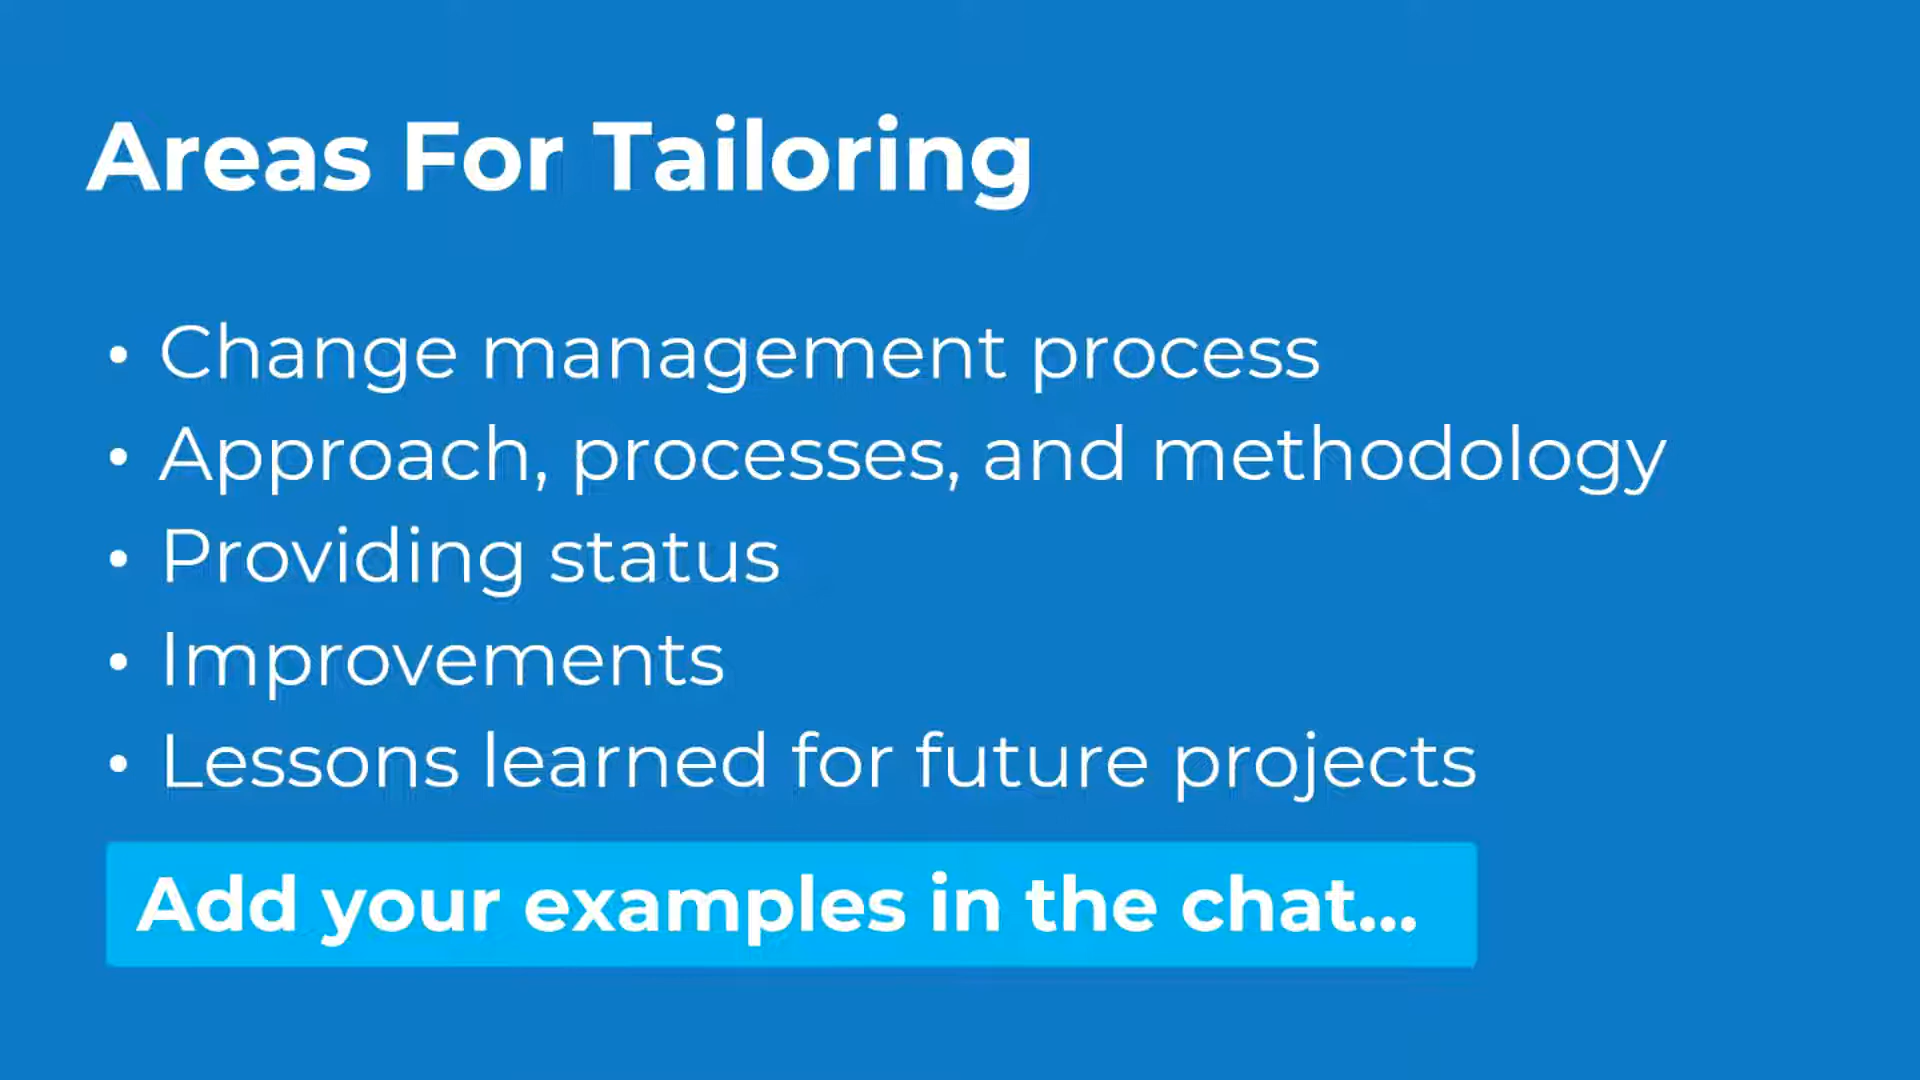 Areas For Tailoring
• Change management process
• Approach, processes, and methodology
• Providing status
• Improvements
• Lessons learned for future projects
Add your examples in the chat...